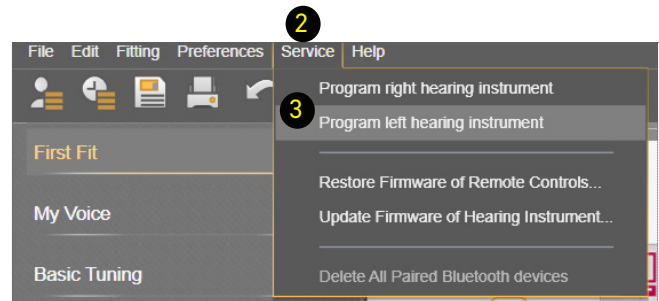 2
File Edit Fitting Preferences Service Help
Program right hearing instrument
3
Program left hearing instrument
First Fit
Restore Firmware of Remote Controls...
My Voice
Update Firmware of Hearing Instrument...
Basic Tuning
Delete All Paired Bluetooth devices